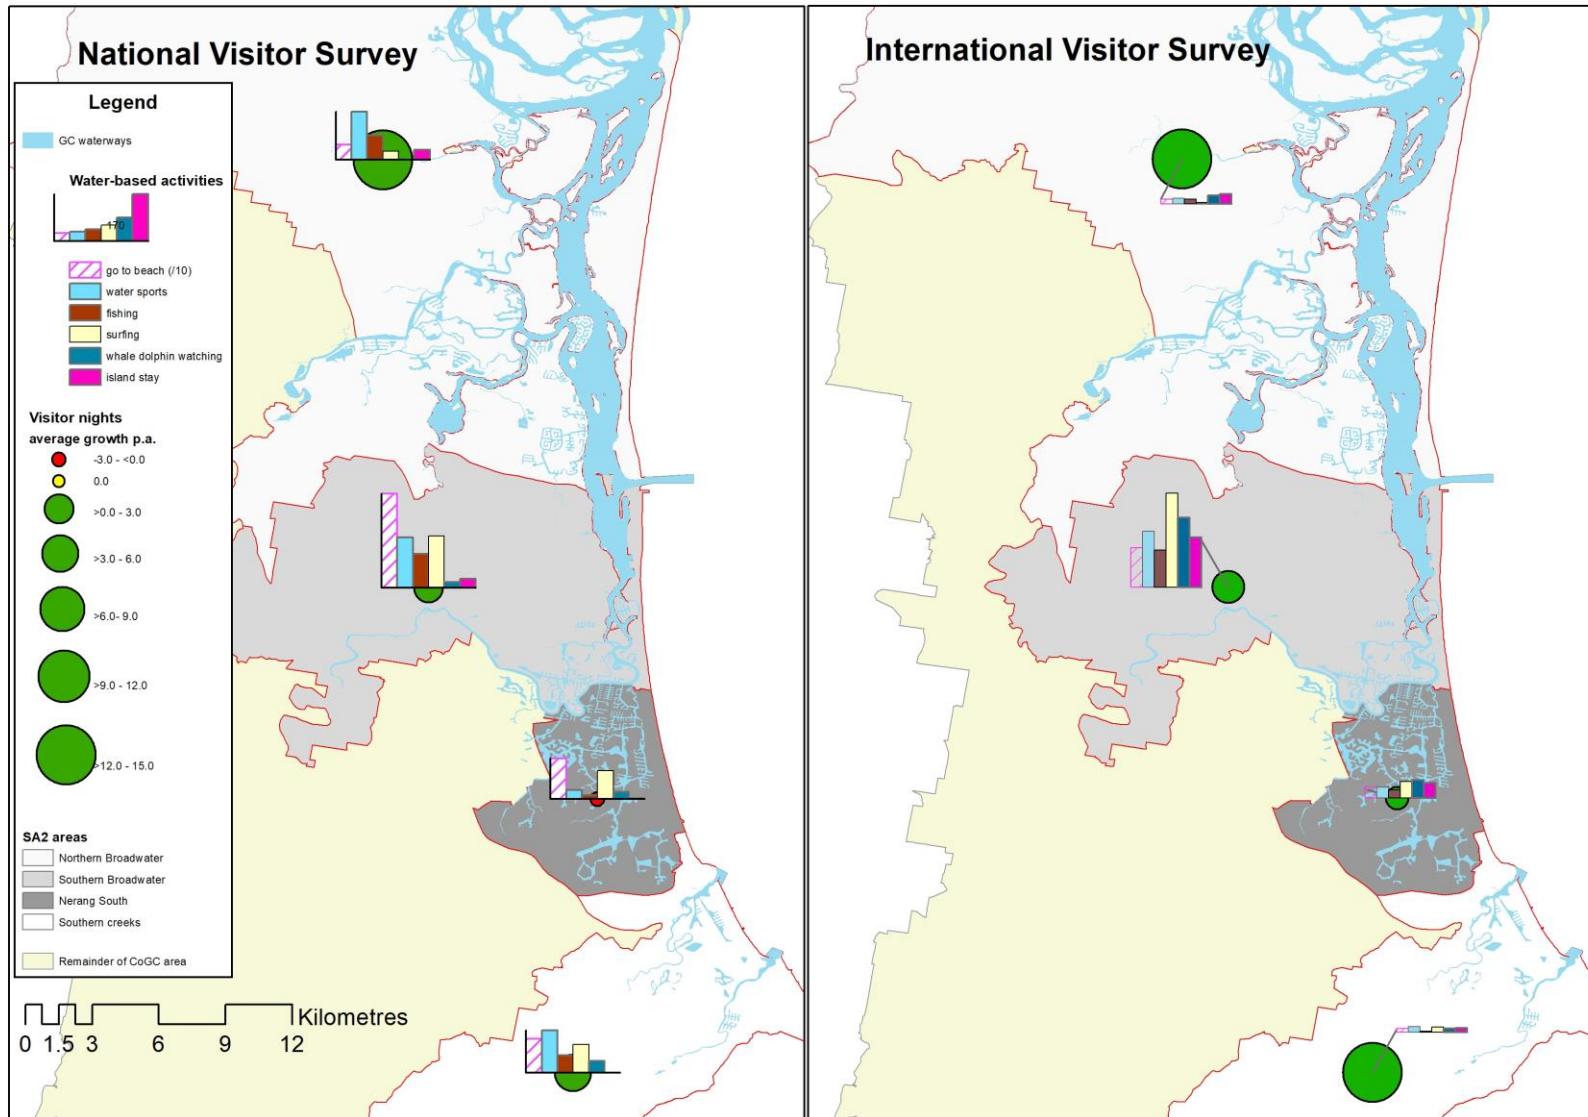 National Visitor Survey
International Visitor Survey
Legend
GC waterways
Water-based activities
170
go to beach (/10)
water sports
fishing
surfing
whale dolphin watching
island stay
Visitor nights
average growth p.a.
-3.0 - <0.0
0.0
>0.0 - 3.0
>3.0 - 6.0
>6.0- 9.0
>9.0 - 12.0
>12.0 - 15.0
SA2 areas
Northern Broadwater
Southern Broadwater
Nerang South
Southern creeks
Remainder of CoGC area
Kilometres
0 1.5 3 6 9 12